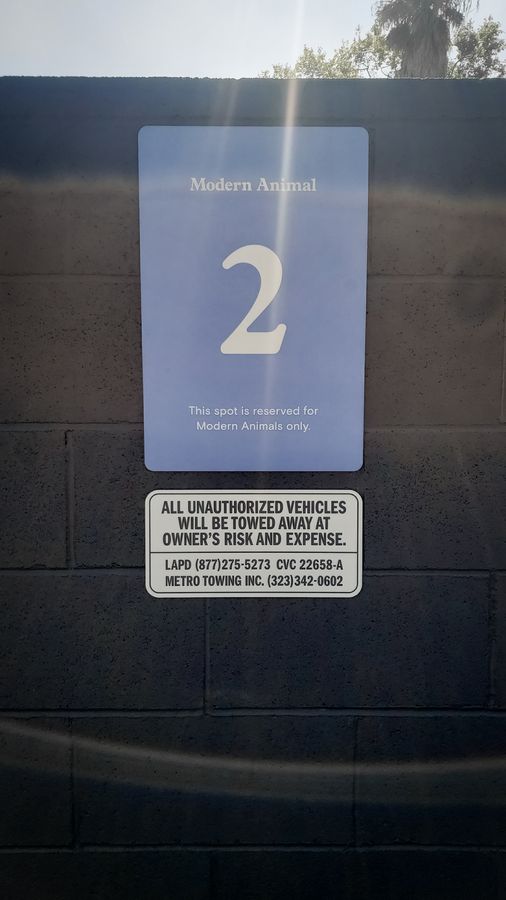 Modern Animal
2
This spot is reserved for
Modern Animals only.
ALL UNAUTHORIZED VEHICLES
WILL BE TOWED AWAY AT
OWNER'S RISK AND EXPENSE.
LAPD (877)275-5273 CVC 22658-A
METRO TOWING INC. (323)342-0602